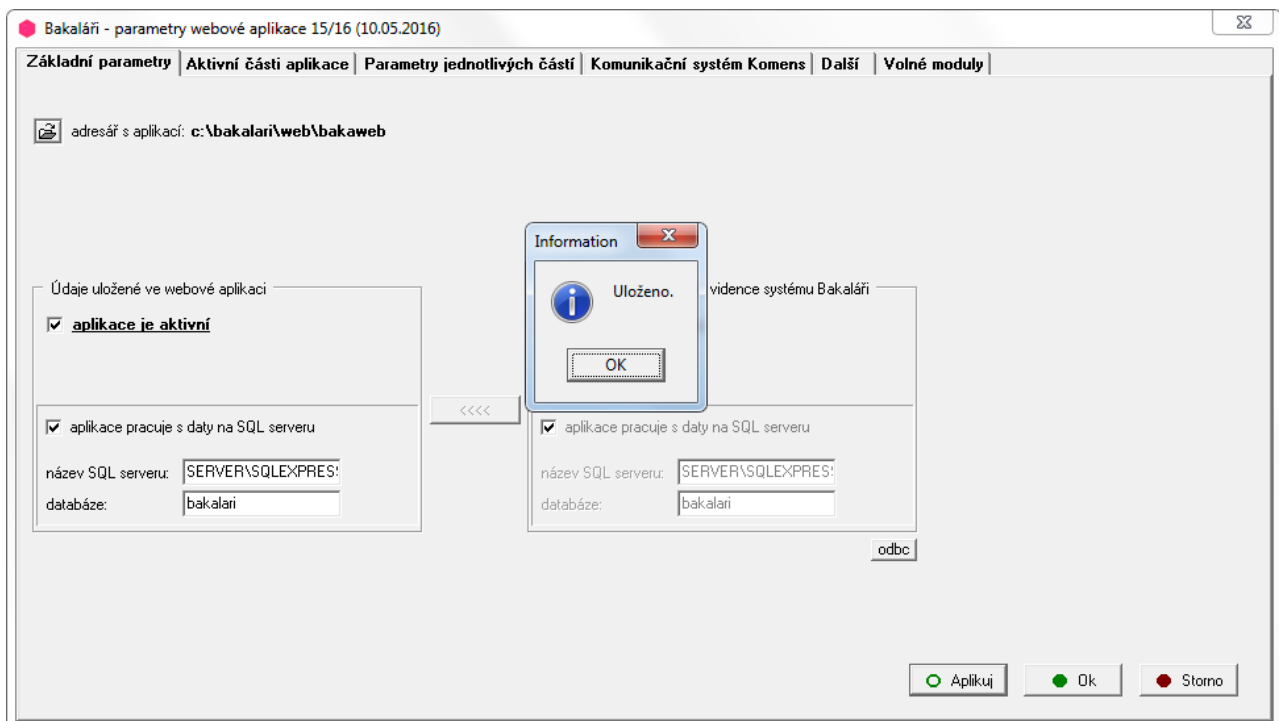 Bakaláři - parametry webové aplikace 15/16 (10.05.2016)
Základní parametry Aktivní části aplikace Parametry jednotlivých částí Komunikační systém Komens Další Volné moduly
adresář s aplikací: c:\bakalari\web\bakaweb
Information
Uloženo.
OK
Údaje uložené ve webové aplikaci
aplikace je aktivní
aplikace pracuje s daty na SQL serveru
název SQL serveru: SERVER\SQLEXPRES
databáze: bakalari
<<<<
vidence systému Bakaláři
aplikace pracuje s daty na SQL serveru
název SQL serveru: SERVER\SQLEXPRES
databáze: bakalari
odbc
Aplikuj Ok Storno